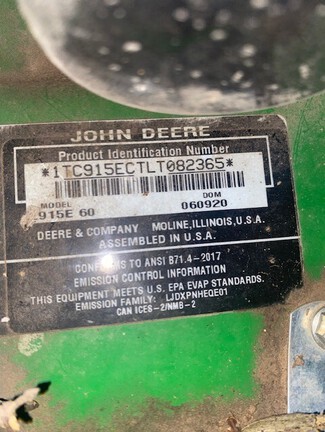 JOHN DEERE
Product Identification Number
*1TC915ECTLT082365*
MODEL DOM
915E 60 060920
DEERE & COMPANY MOLINE, ILLINOIS, U.S.A.
ASSEMBLED IN U.S.A.
CONFORMS TO ANSI B71.4-2017
EMISSION CONTROL INFORMATION
THIS EQUIPMENT MEETS U.S. EPA EVAP STANDARDS.
EMISSION FAMILY: LJDXPNHEQE01
CAN ICES-2/NMB-2